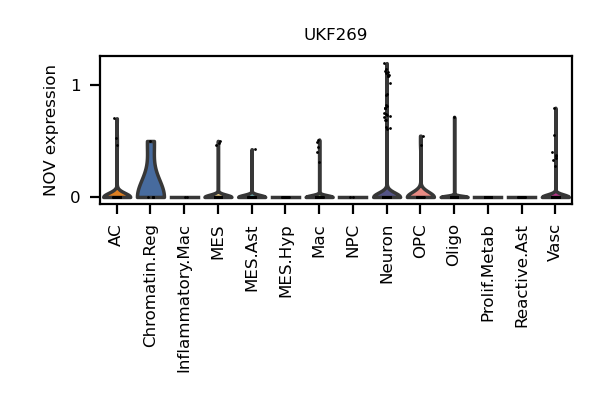 UKF269
NOV expression
1
0
AC
Chromatin.Reg
Inflammatory.Mac
MES
MES.Ast
MES.Hyp
Mac
NPC
Neuron
OPC
Oligo
Prolif.Metab
Reactive.Ast
Vasc